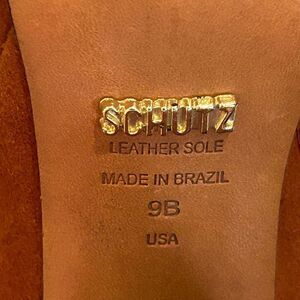 SCHUTZ
LEATHER SOLE
MADE IN BRAZIL
9B
USA